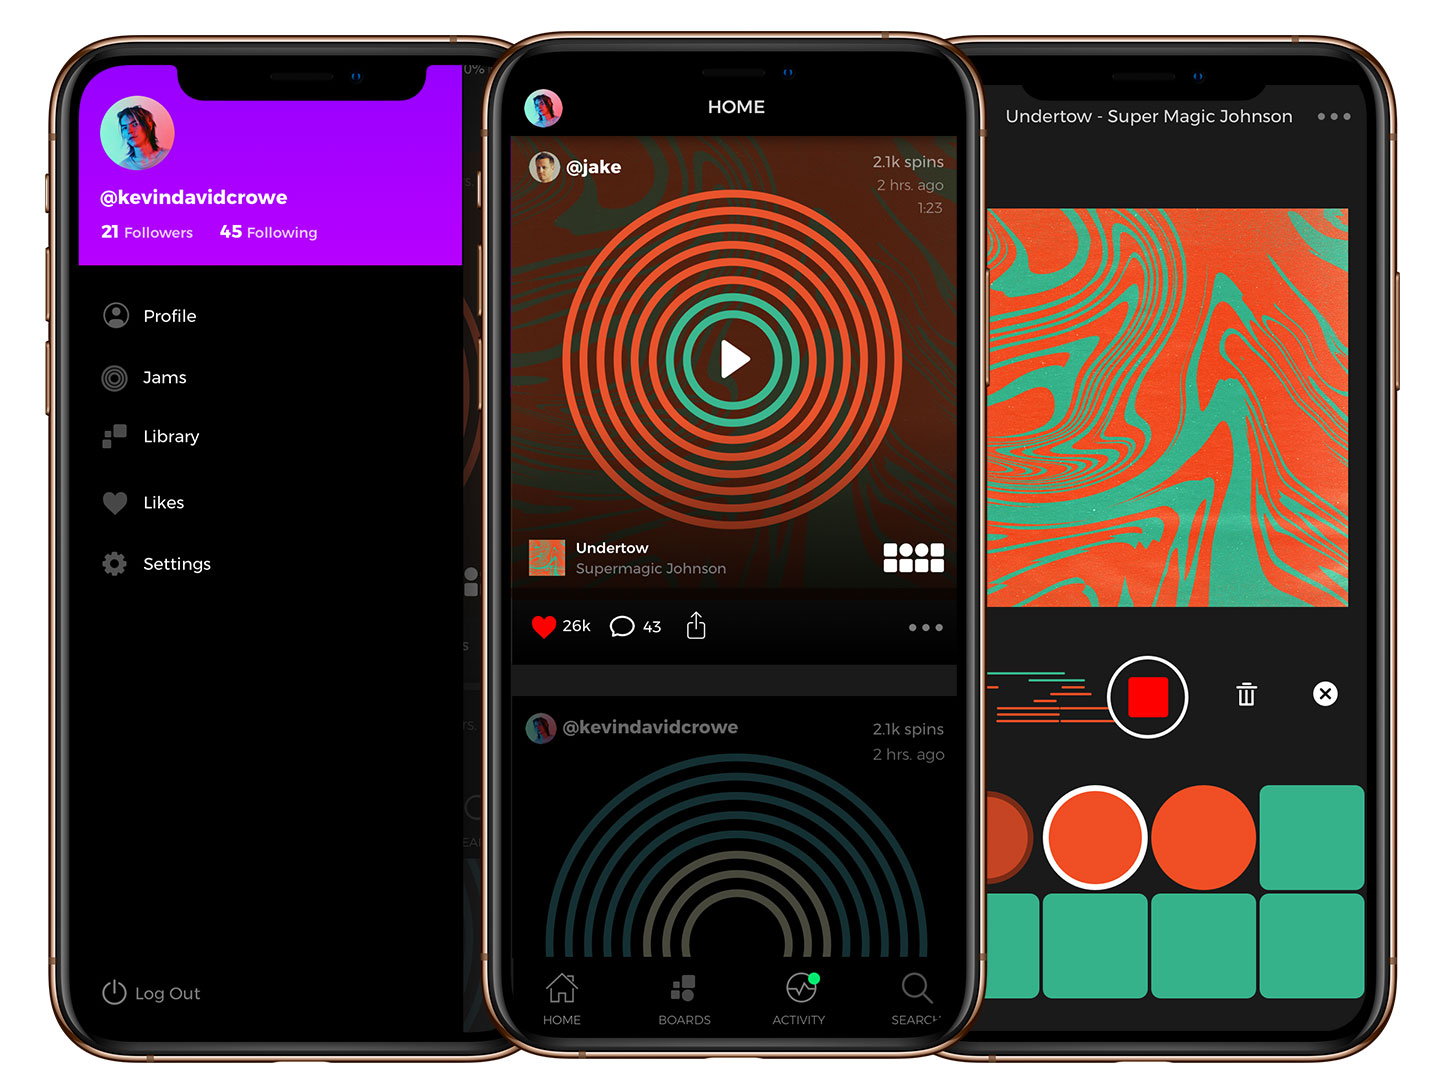 @kevindavidcrowe
21 Followers 45 Following
Profile
Jams
Library
Likes
Settings
Log Out
0%
HOME
@jake
2.1k spins
2 hrs. ago
1:23
Undertow
Supermagic Johnson
26k 43
@kevindavidcrowe
2.1k spins
2 hrs. ago
HOME BOARDS ACTIVITY SEARCH
Undertow - Super Magic Johnson